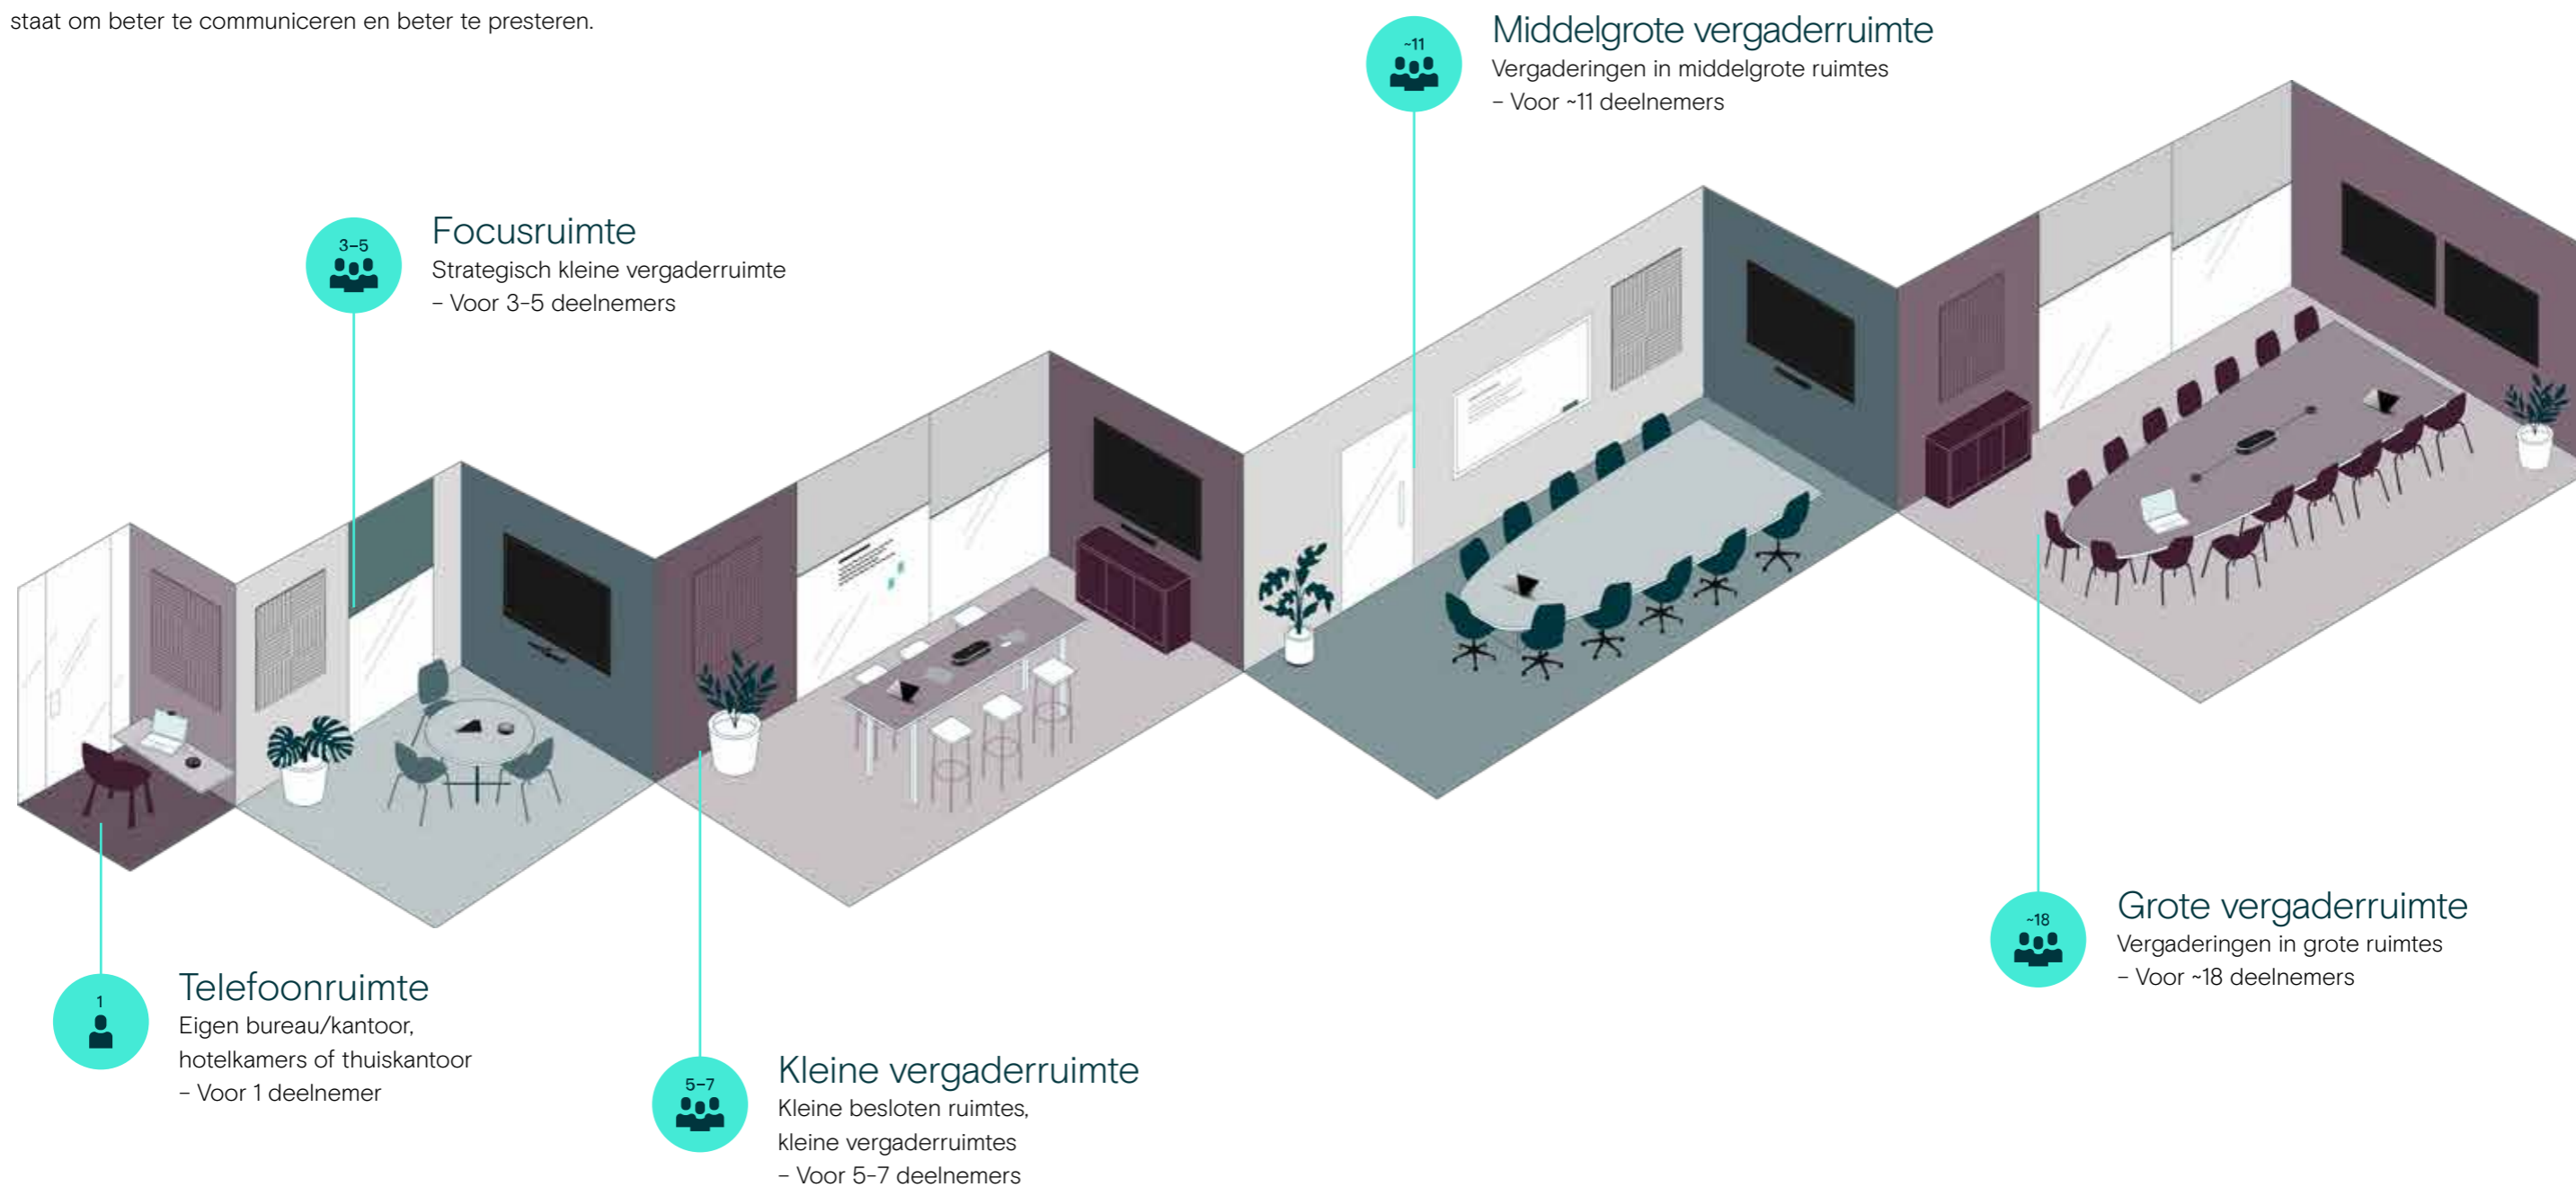 staat om beter te communiceren en beter te presteren.
~11
Middelgrote vergaderruimte
Vergaderingen in middelgrote ruimtes
– Voor ~11 deelnemers
3–5
Focusruimte
Strategisch kleine vergaderruimte
– Voor 3-5 deelnemers
~18
Grote vergaderruimte
Vergaderingen in grote ruimtes
– Voor ~18 deelnemers
1
Telefoonruimte
Eigen bureau/kantoor,
hotelkamers of thuiskantoor
– Voor 1 deelnemer
5–7
Kleine vergaderruimte
Kleine besloten ruimtes,
kleine vergaderruimtes
– Voor 5-7 deelnemers